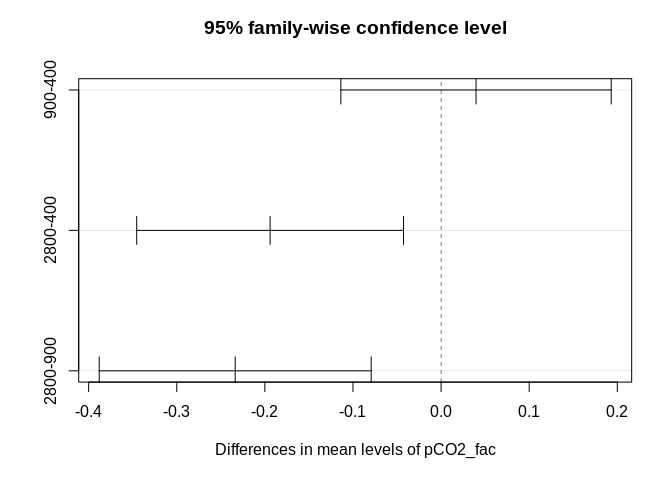 95% family-wise confidence level
900-400
2800-400
2800-900
-0.4 -0.3 -0.2 -0.1 0.0 0.1 0.2
Differences in mean levels of pCO2_fac